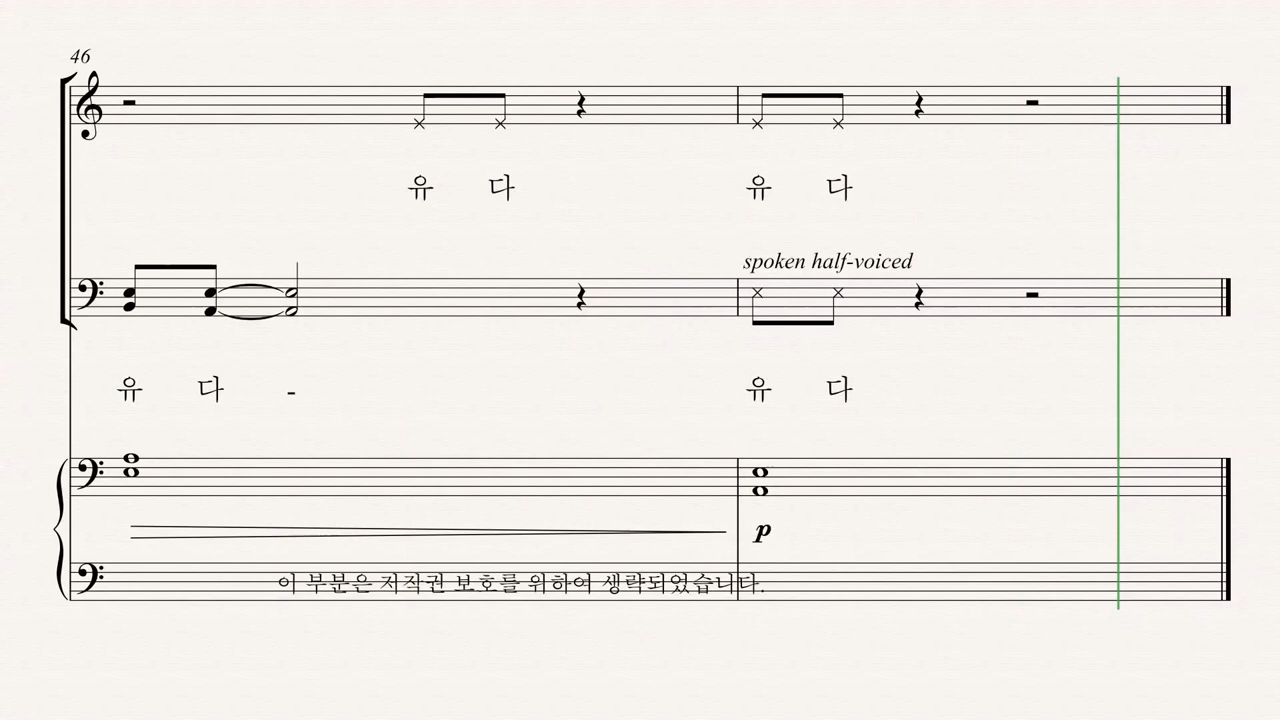 46
유 다 유 다
spoken half-voiced
유 다 - 유 다
p
이 부분은 저작권 보호를 위하여 생략되었습니다.